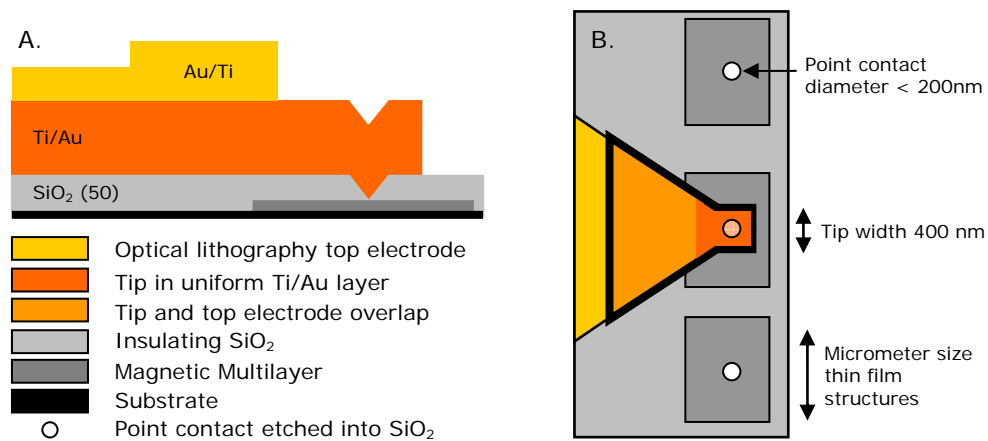 A.
Au/Ti
Ti/Au
SiO₂ (50)
Optical lithography top electrode
Tip in uniform Ti/Au layer
Tip and top electrode overlap
Insulating SiO₂
Magnetic Multilayer
Substrate
Point contact etched into SiO₂
B.
Point contact
diameter < 200nm
Tip width 400 nm
Micrometer size
thin film
structures